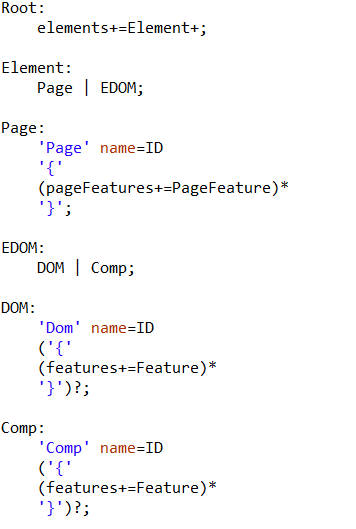 Root:
    elements+=Element+;

Element:
    Page | EDOM;

Page:
    'Page' name=ID
    '{'
    (pageFeatures+=PageFeature)*
    '}';

EDOM:
    DOM | Comp;

DOM:
    'Dom' name=ID
    ('{'
    (features+=Feature)*
    '}')?;

Comp:
    'Comp' name=ID
    ('{'
    (features+=Feature)*
    '}')?;